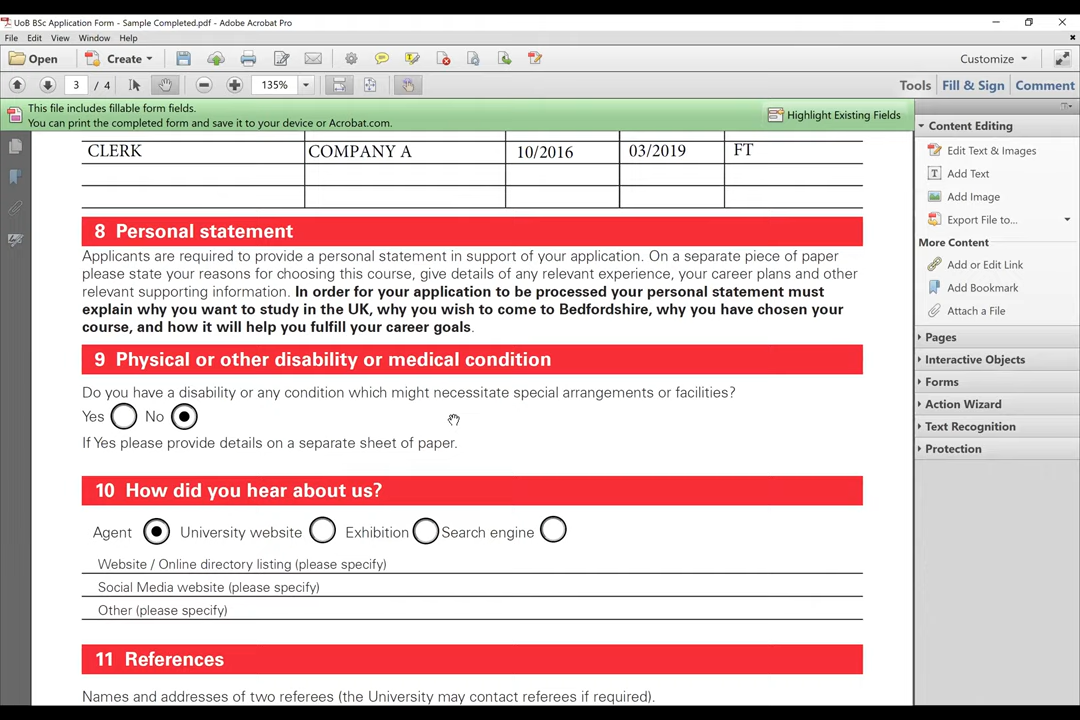 UoB BSc Application Form - Sample Completed.pdf - Adobe Acrobat Pro
File Edit View Window Help
Open Create Customize
3 / 4 135% Tools Fill & Sign Comment
This file includes fillable form fields.
You can print the completed form and save it to your device or Acrobat.com.
Highlight Existing Fields
CLERK COMPANY A 10/2016 03/2019 FT
8 Personal statement
Applicants are required to provide a personal statement in support of your application. On a separate piece of paper
please state your reasons for choosing this course, give details of any relevant experience, your career plans and other
relevant supporting information. In order for your application to be processed your personal statement must
explain why you want to study in the UK, why you wish to come to Bedfordshire, why you have chosen your
course, and how it will help you fulfill your career goals.
9 Physical or other disability or medical condition
Do you have a disability or any condition which might necessitate special arrangements or facilities?
Yes No
If Yes please provide details on a separate sheet of paper.
10 How did you hear about us?
Agent University website Exhibition Search engine
Website / Online directory listing (please specify)
Social Media website (please specify)
Other (please specify)
11 References
Names and addresses of two referees (the University may contact referees if required).
Content Editing
Edit Text & Images
Add Text
Add Image
Export File to...
More Content
Add or Edit Link
Add Bookmark
Attach a File
Pages
Interactive Objects
Forms
Action Wizard
Text Recognition
Protection